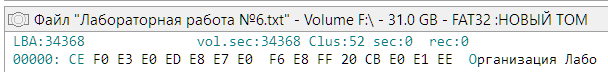 Файл "Лабораторная работа №6.txt" - Volume F:\ - 31.0 GB - FAT32 :НОВЫЙ ТОМ
LBA:34368 vol.sec:34368 Clus:52 sec:0 rec:0
00000: CE F0 E3 E0 ED E8 E7 E0 F6 E8 FF 20 CB E0 E1 EE Организация Лабо